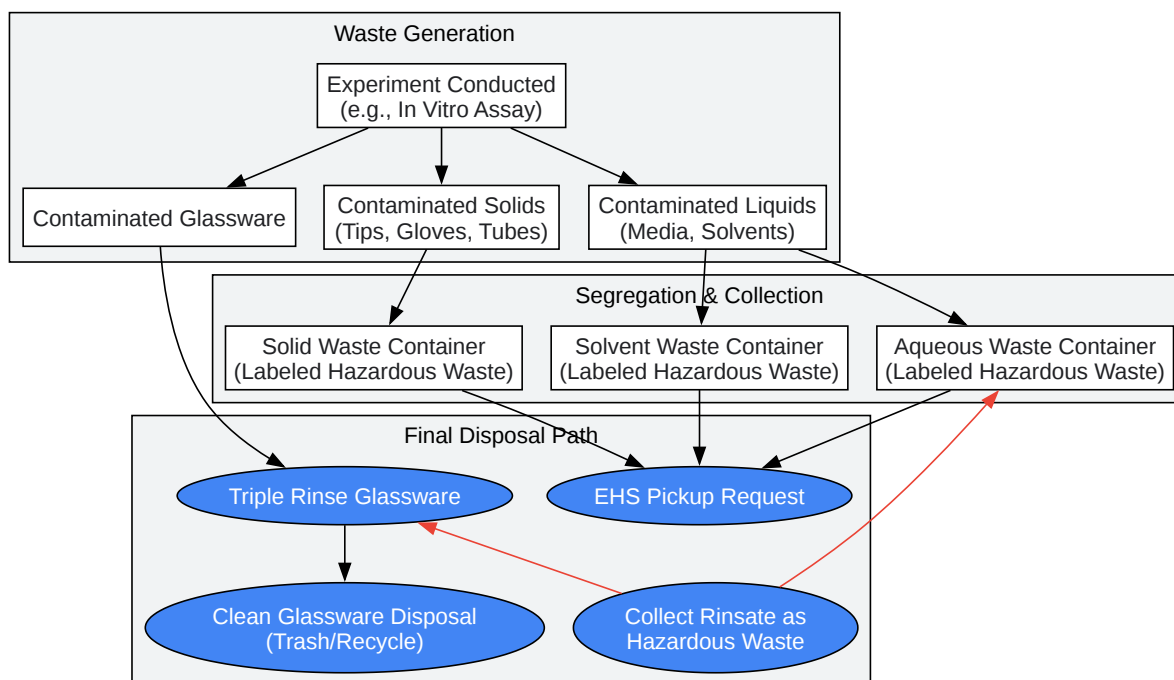 Waste Generation
Experiment Conducted
(e.g., In Vitro Assay)
Contaminated Glassware
Contaminated Solids
(Tips, Gloves, Tubes)
Contaminated Liquids
(Media, Solvents)
Segregation & Collection
Solid Waste Container
(Labeled Hazardous Waste)
Solvent Waste Container
(Labeled Hazardous Waste)
Aqueous Waste Container
(Labeled Hazardous Waste)
Final Disposal Path
Triple Rinse Glassware
EHS Pickup Request
Clean Glassware Disposal
(Trash/Recycle)
Collect Rinsate as
Hazardous Waste